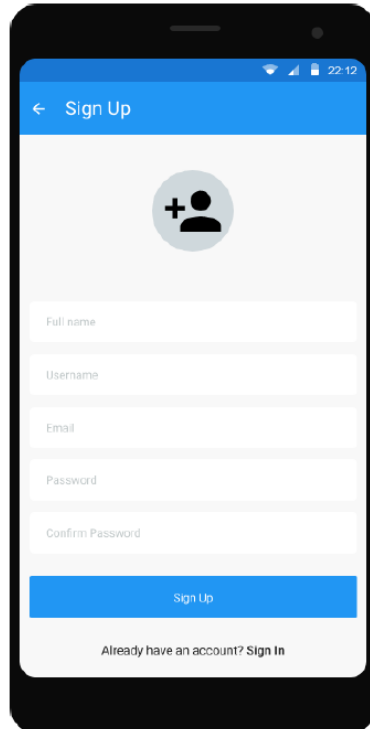 22:12
Sign Up
Full name
Username
Email
Password
Confirm Password
Sign Up
Already have an account? Sign In